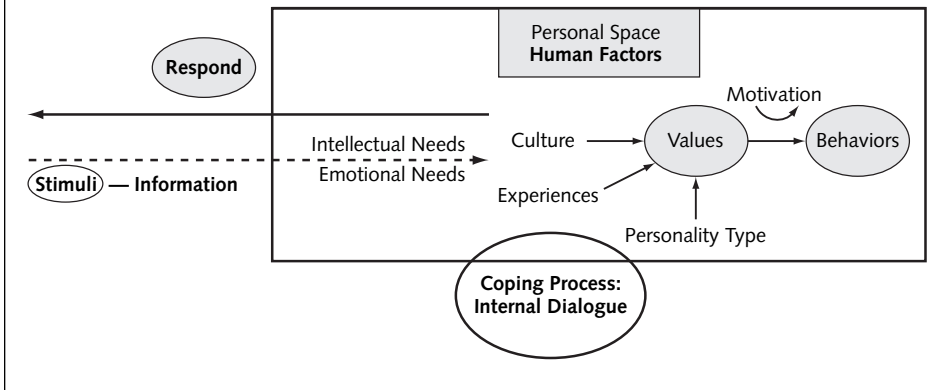 Personal Space
Human Factors
Respond
Motivation
Intellectual Needs
Culture
Values
Behaviors
Emotional Needs
Stimuli — Information
Experiences
Personality Type
Coping Process:
Internal Dialogue